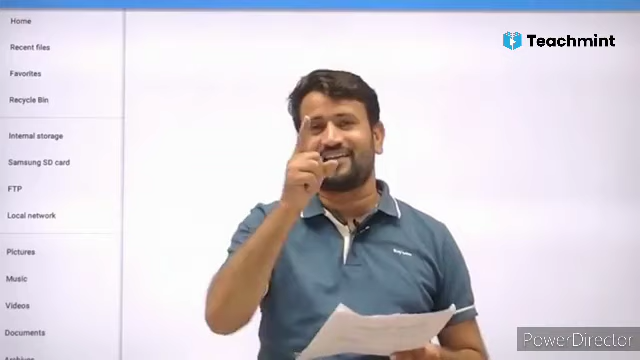 Home
Recent files
Favorites
Recycle Bin
Internal storage
Samsung SD card
FTP
Local network
Pictures
Music
Videos
Documents
Archives
Teachmint
PowerDirector